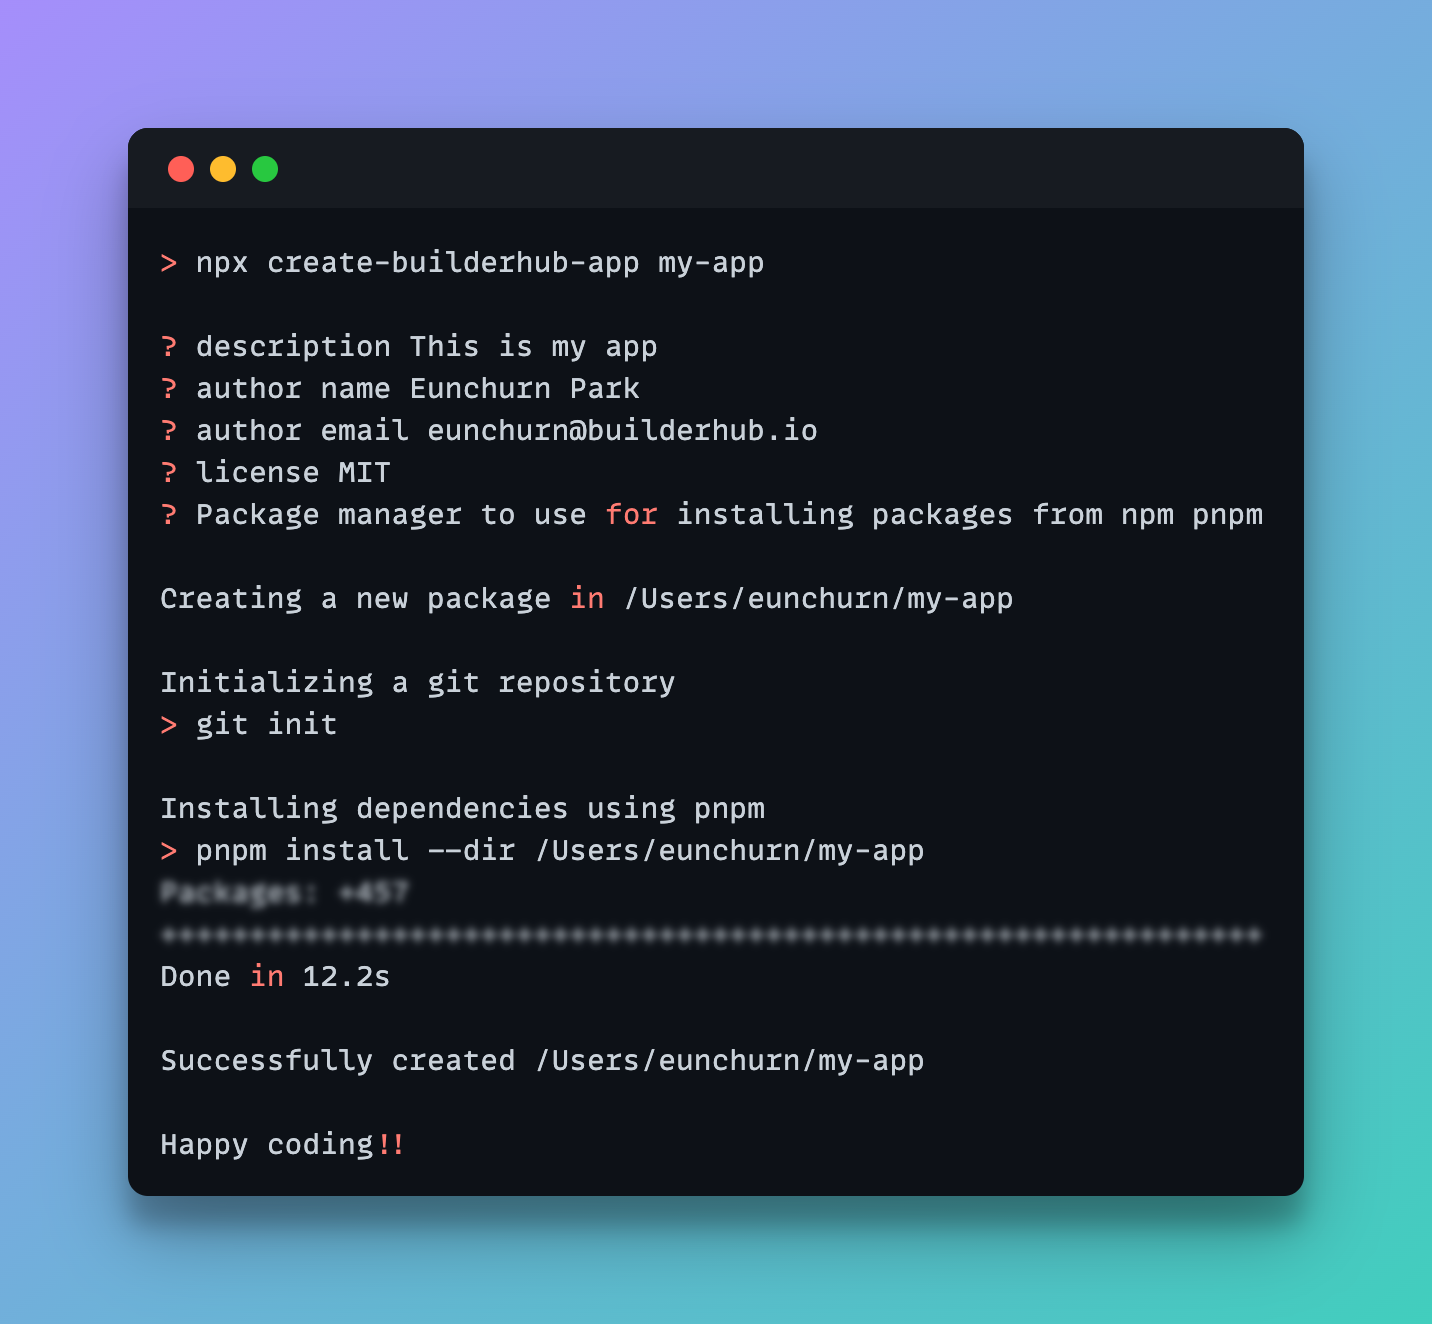 > npx create-builderhub-app my-app
? description This is my app
? author name Eunchurn Park
? author email eunchurn@builderhub.io
? license MIT
? Package manager to use for installing packages from npm pnpm
Creating a new package in /Users/eunchurn/my-app
Initializing a git repository
> git init
Installing dependencies using pnpm
> pnpm install --dir /Users/eunchurn/my-app
Packages: +457
Done in 12.2s
Successfully created /Users/eunchurn/my-app
Happy coding!!